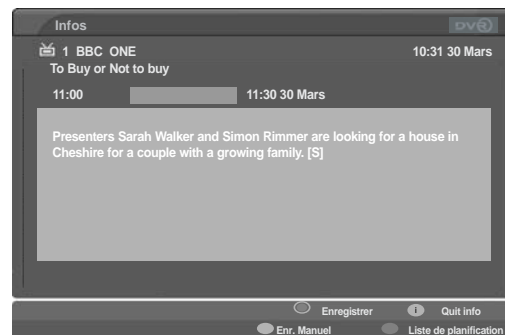 Infos
DVR
1 BBC ONE 10:31 30 Mars
To Buy or Not to buy
11:00 11:30 30 Mars
Presenters Sarah Walker and Simon Rimmer are looking for a house in
Cheshire for a couple with a growing family. [S]
Enregistrer i Quit info
Enr. Manuel Liste de planification